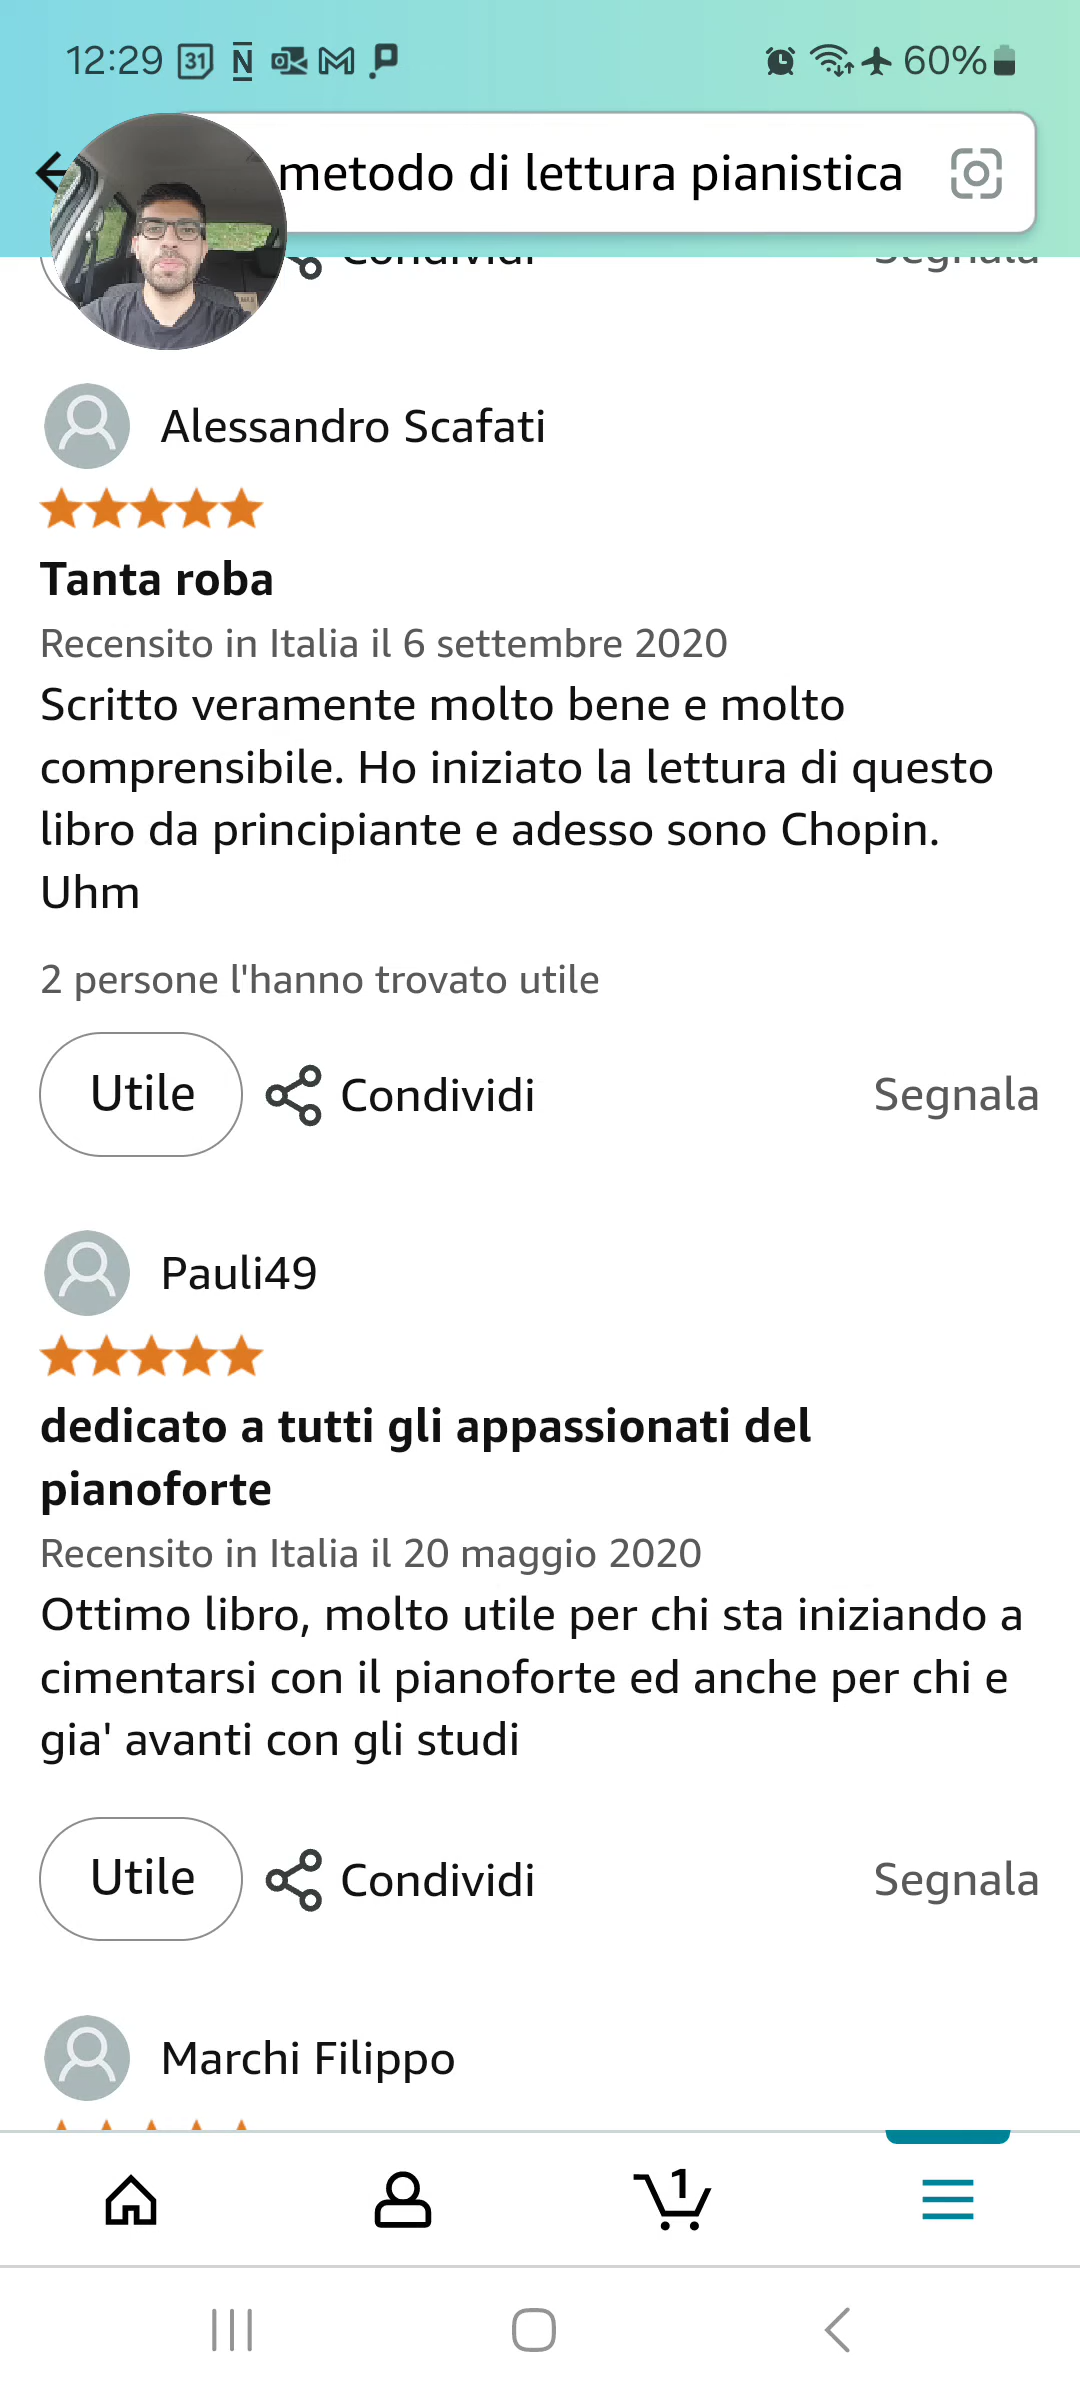 12:29 31 N 60%
metodo di lettura pianistica
Condividi Segnala
Alessandro Scafati
Tanta roba
Recensito in Italia il 6 settembre 2020
Scritto veramente molto bene e molto
comprensibile. Ho iniziato la lettura di questo
libro da principiante e adesso sono Chopin.
Uhm
2 persone l'hanno trovato utile
Utile Condividi Segnala
Pauli49
dedicato a tutti gli appassionati del
pianoforte
Recensito in Italia il 20 maggio 2020
Ottimo libro, molto utile per chi sta iniziando a
cimentarsi con il pianoforte ed anche per chi e
gia' avanti con gli studi
Utile Condividi Segnala
Marchi Filippo
1